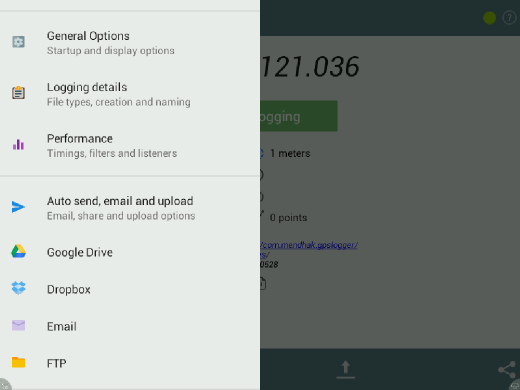 General Options
Startup and display options
121.036
Logging details
File types, creation and naming
ogging
Performance
Timings, filters and listeners
1 meters
Auto send, email and upload
Email, share and upload options
0 points
/com.mendhak.gpslogger/
es/
0528
Google Drive
Dropbox
Email
FTP